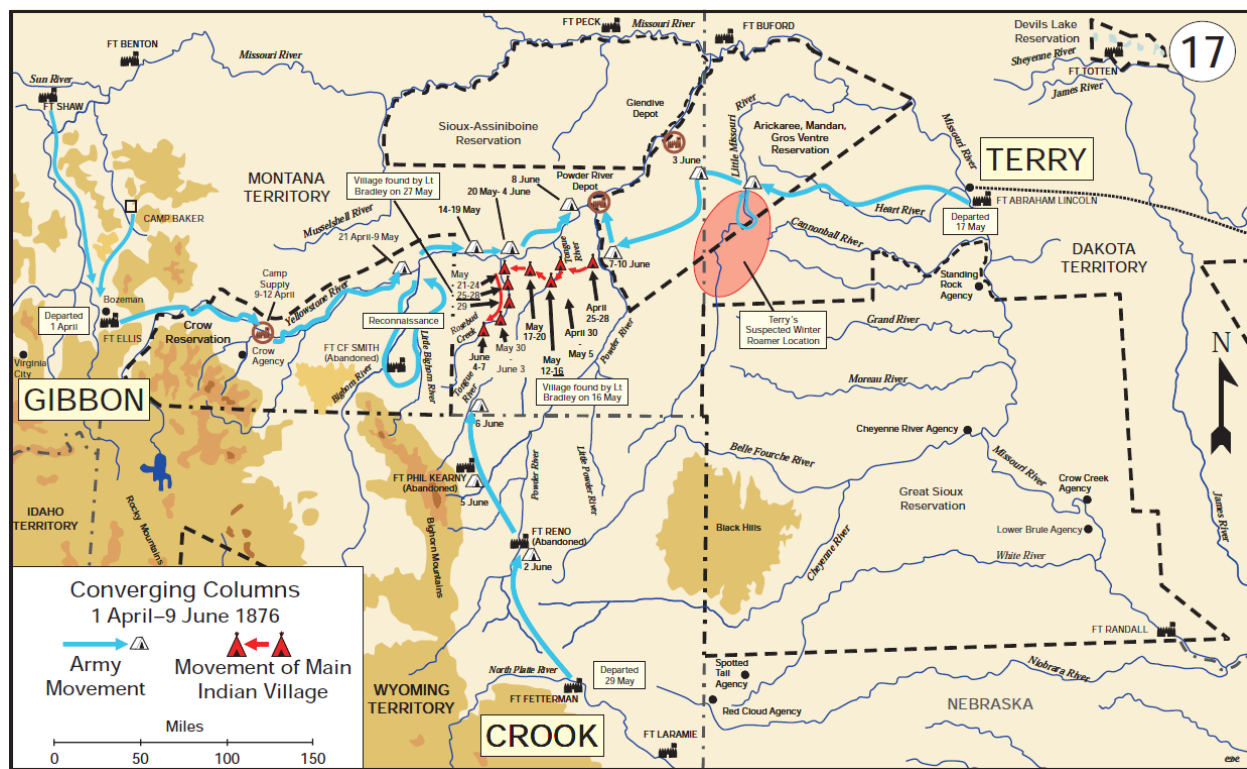 17
FT PECK
Missouri River
FT BUFORD
Devils Lake
Reservation
Sheyenne River
FT TOTTEN
James River
FT BENTON
Missouri River
Sun River
FT SHAW
Glendive
Depot
Sioux-Assiniboine
Reservation
Little Missouri River
Arickaree, Mandan,
Gros Ventre
Reservation
Missouri River
TERRY
3 June
MONTANA
TERRITORY
Village found by Lt
Bradley on 27 May
8 June
Powder River
Depot
20 May- 4 June
14-19 May
CAMP BAKER
Musselshell River
21 April-9 May
FT ABRAHAM LINCOLN
Heart River
Departed
17 May
Cannonball River
DAKOTA
TERRITORY
Tongue
River
7-10 June
Standing
Rock Agency
Camp
Supply
9-12 April
Yellowstone River
May
21-24
25-28
29
April
25-28
Bozeman
Departed
1 April
FT ELLIS
Crow
Reservation
Crow
Agency
Reconnaissance
FT CF SMITH
(Abandoned)
Bighorn River
Little Bighorn River
Rosebud
Creek
May
17-20
April 30
-
May 5
Powder River
Terry's
Suspected Winter
Roamer Location
Grand River
N
Virginia
City
GIBBON
June
4-7
May 30
-
June 3
May
12-16
Tongue
River
Village found by Lt
Bradley on 16 May
Moreau River
6 June
Cheyenne River Agency
Belle Fourche River
Missouri River
FT PHIL KEARNY
(Abandoned)
5 June
Powder River
Little Powder River
Crow Creek
Agency
Great Sioux
Reservation
James River
IDAHO
TERRITORY
Rocky Mountains
Bighorn Mountains
FT RENO
(Abandoned)
2 June
Black Hills
Lower Brule Agency
White River
Cheyenne River
Converging Columns
1 April–9 June 1876
Army
Movement
Movement of Main
Indian Village
Miles
0 50 100 150
FT RANDALL
North Platte River
Departed
29 May
FT FETTERMAN
Spotted
Tail
Agency
Red Cloud Agency
Niobrara River
NEBRASKA
WYOMING
TERRITORY
CROOK
FT LARAMIE